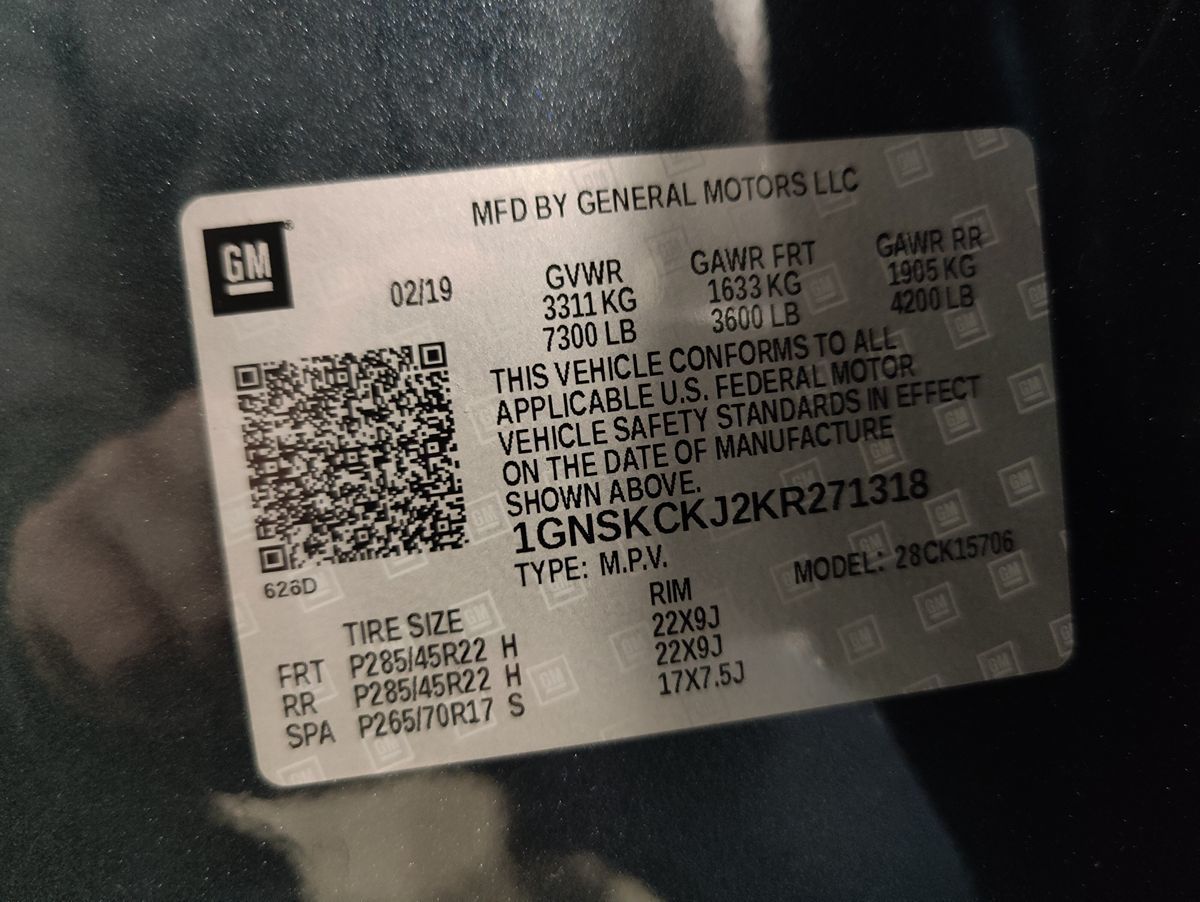 MFD BY GENERAL MOTORS LLC
GM ®
02/19
GVWR GAWR FRT GAWR RR
3311 KG 1633 KG 1905 KG
7300 LB 3600 LB 4200 LB
THIS VEHICLE CONFORMS TO ALL
APPLICABLE U.S. FEDERAL MOTOR
VEHICLE SAFETY STANDARDS IN EFFECT
ON THE DATE OF MANUFACTURE
SHOWN ABOVE.
1GNSKCKJ2KR271318
626D
TYPE: M.P.V. MODEL: 28CK15706
TIRE SIZE RIM
FRT P285/45R22 H 22X9J
RR P285/45R22 H 22X9J
SPA P265/70R17 S 17X7.5J